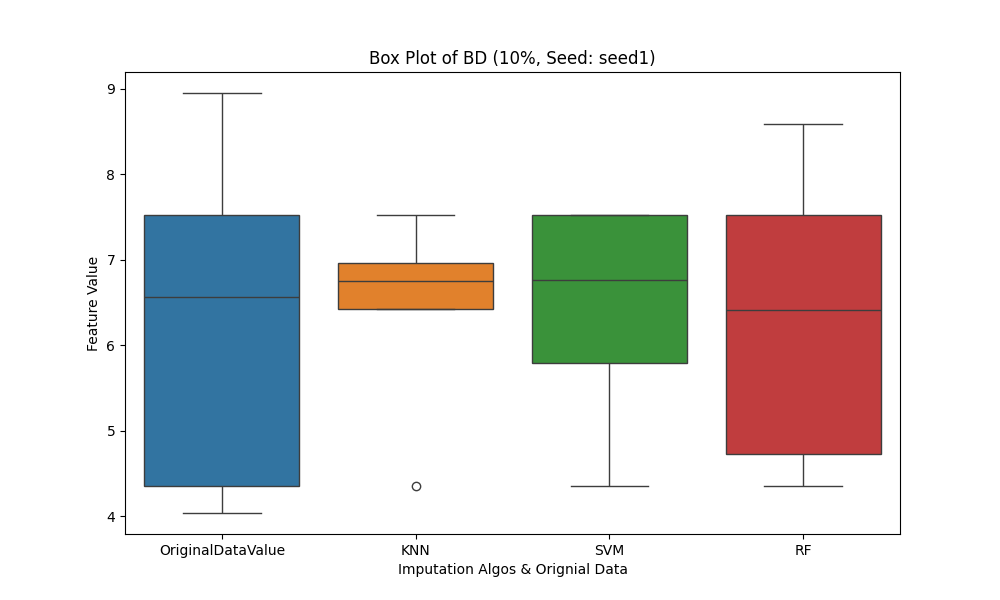 Box Plot of BD (10%, Seed: seed1)
Feature Value
9
8
7
6
5
4
OriginalDataValue
KNN
SVM
RF
Imputation Algos & Orignial Data